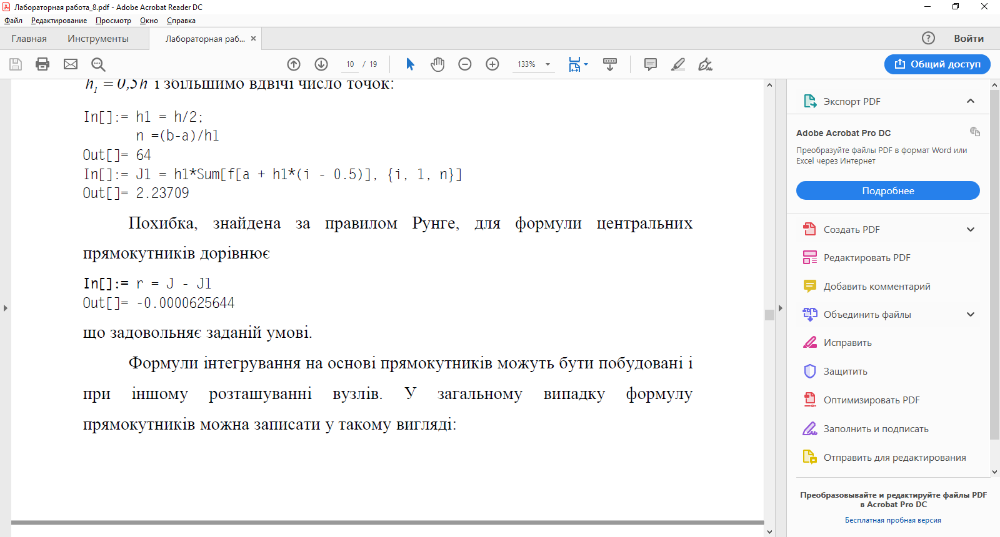 Лабораторная работа_8.pdf - Adobe Acrobat Reader DC
Файл Редактирование Просмотр Окно Справка
Главная Инструменты Лабораторная раб... × ? Войти
10 / 19 133% Общий доступ
h₁ = 0,5h і збільшимо вдвічі число точок:
In[]:= h1 = h/2;
n =(b-a)/h1
Out[]= 64
In[]:= J1 = h1*Sum[f[a + h1*(i - 0.5)], {i, 1, n}]
Out[]= 2.23709
Похибка, знайдена за правилом Рунге, для формули центральних
прямокутників дорівнює
In[]:= r = J - J1
Out[]= -0.0000625644
що задовольняє заданій умові.
Формули інтегрування на основі прямокутників можуть бути побудовані і
при іншому розташуванні вузлів. У загальному випадку формулу
прямокутників можна записати у такому вигляді:
Экспорт PDF
Adobe Acrobat Pro DC
Преобразуйте файлы PDF в формат Word или
Excel через Интернет
Подробнее
Создать PDF
Редактировать PDF
Добавить комментарий
Объединить файлы
Исправить
Защитить
Оптимизировать PDF
Заполнить и подписать
Отправить для редактирования
Преобразовывайте и редактируйте файлы PDF
в Acrobat Pro DC
Бесплатная пробная версия